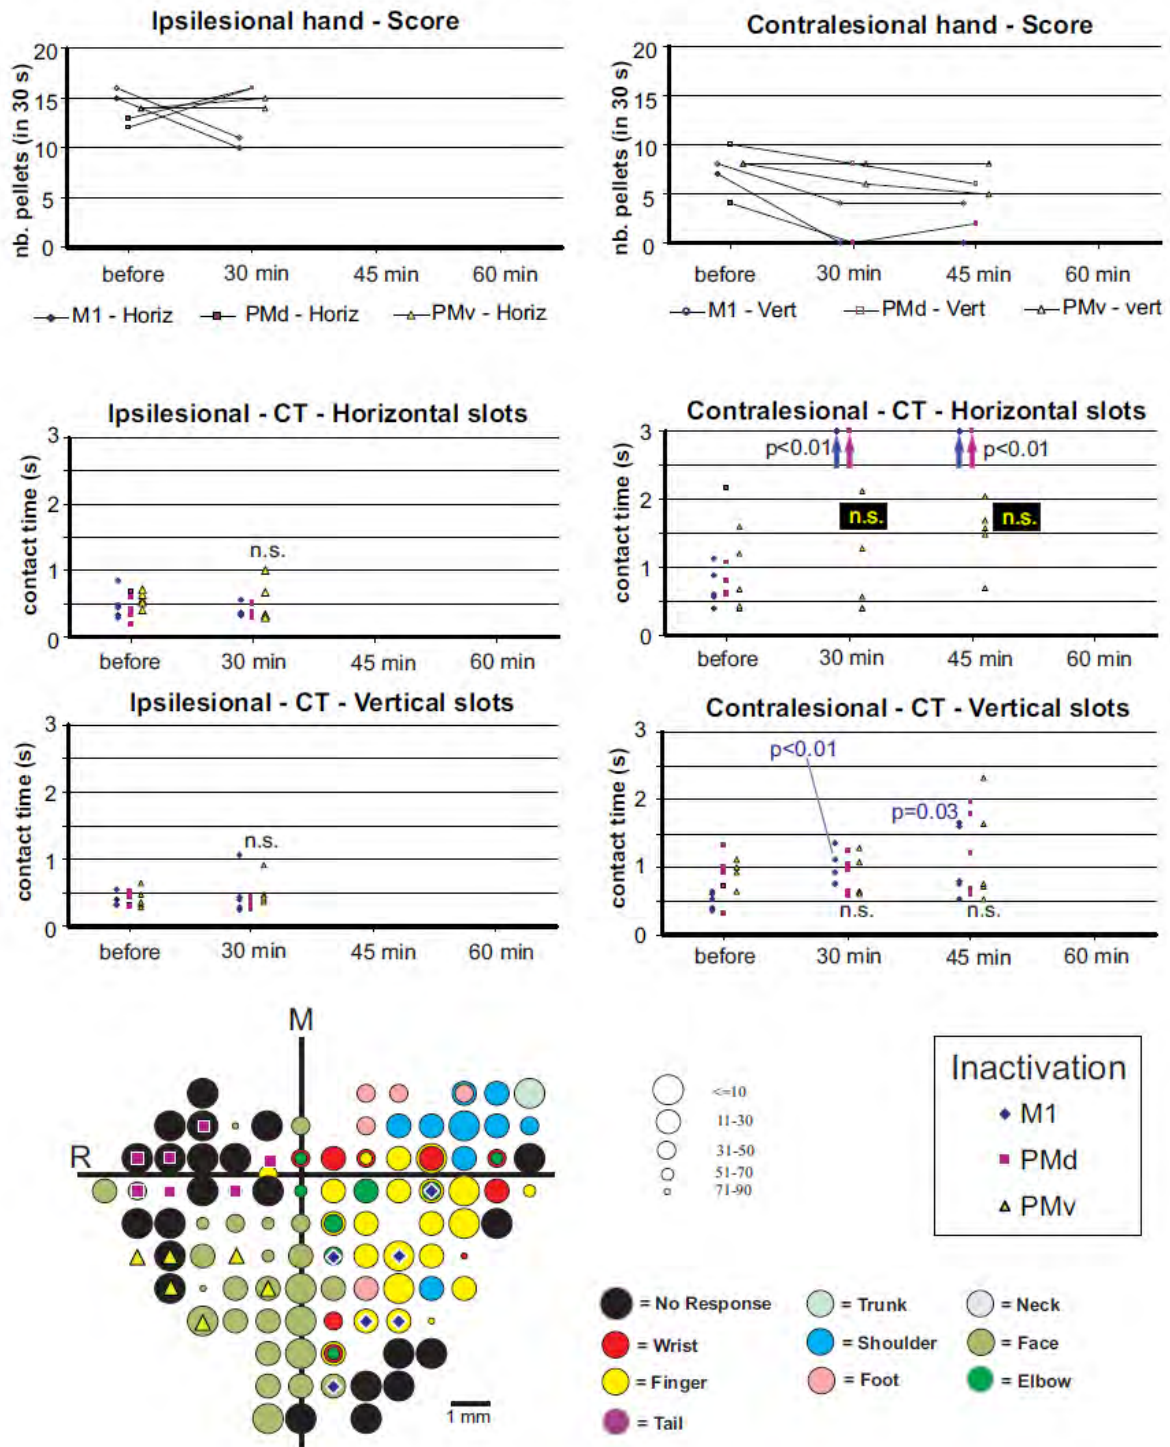 Ipsilesional hand - Score
nb. pellets (in 30 s)
20
15
10
5
0
before 30 min 45 min 60 min
M1 - Horiz PMd - Horiz PMv - Horiz
Contralesional hand - Score
nb. pellets (in 30 s)
20
15
10
5
0
before 30 min 45 min 60 min
M1 - Vert PMd - Vert PMv - vert
Ipsilesional - CT - Horizontal slots
contact time (s)
3
2
1
0
n.s.
before 30 min 45 min 60 min
Contralesional - CT - Horizontal slots
contact time (s)
3
2
1
0
p<0.01 p<0.01
n.s. n.s.
before 30 min 45 min 60 min
Ipsilesional - CT - Vertical slots
contact time (s)
3
2
1
0
n.s.
before 30 min 45 min 60 min
Contralesional - CT - Vertical slots
contact time (s)
3
2
1
0
p<0.01
p=0.03
n.s. n.s.
before 30 min 45 min 60 min
M
R
1 mm
<=10
11-30
31-50
51-70
71-90
Inactivation
M1
PMd
PMv
= No Response = Trunk = Neck
= Wrist = Shoulder = Face
= Finger = Foot = Elbow
= Tail